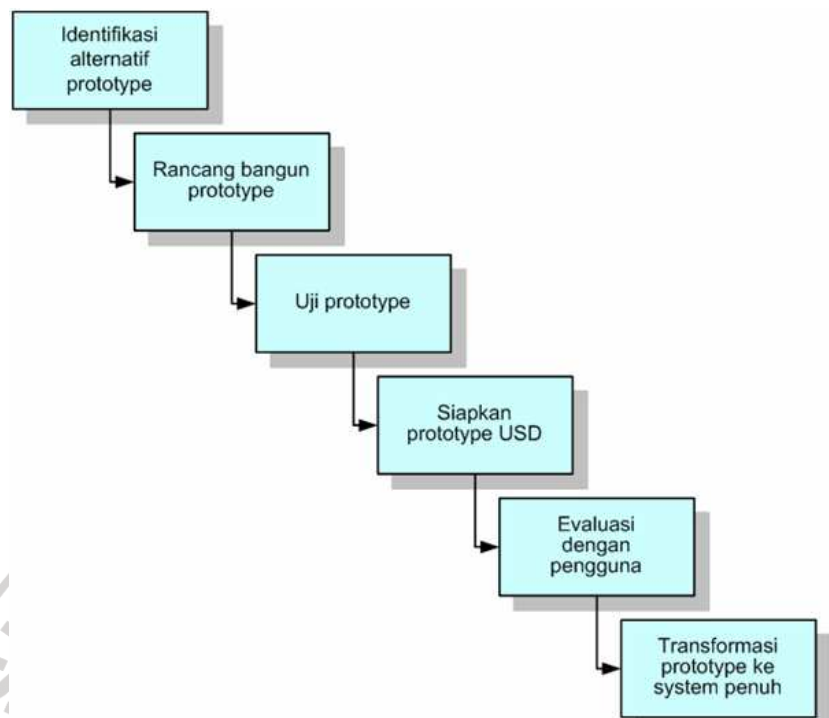 Identifikasi
alternatif
prototype
Rancang bangun
prototype
Uji prototype
Siapkan
prototype USD
Evaluasi
dengan
pengguna
Transformasi
prototype ke
system penuh